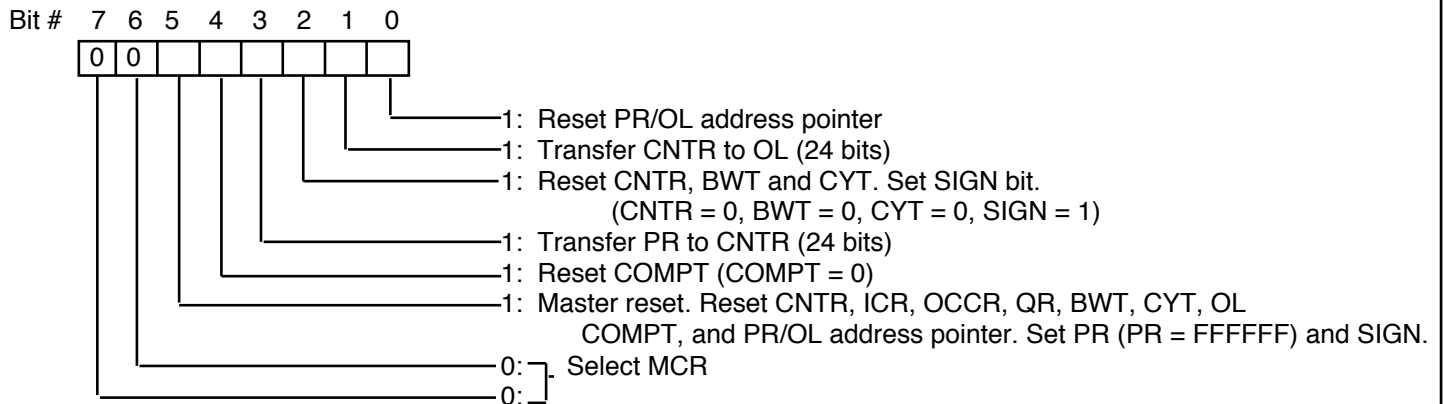 Bit # 7 6 5 4 3 2 1 0
0 0
1: Reset PR/OL address pointer
1: Transfer CNTR to OL (24 bits)
1: Reset CNTR, BWT and CYT. Set SIGN bit.
(CNTR = 0, BWT = 0, CYT = 0, SIGN = 1)
1: Transfer PR to CNTR (24 bits)
1: Reset COMPT (COMPT = 0)
1: Master reset. Reset CNTR, ICR, OCCR, QR, BWT, CYT, OL
COMPT, and PR/OL address pointer. Set PR (PR = FFFFFF) and SIGN.
0: Select MCR
0: